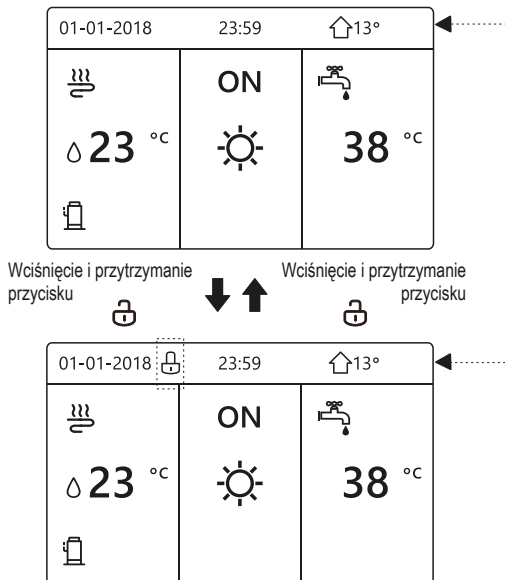 01-01-2018 23:59 13°
ON
23 °C 38 °C
Wciśnięcie i przytrzymanie przycisku
Wciśnięcie i przytrzymanie przycisku
01-01-2018 23:59 13°
ON
23 °C 38 °C